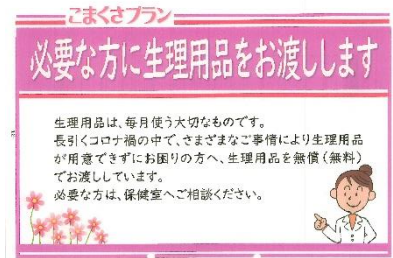 こまくさプラン
必要な方に生理用品をお渡しします
生理用品は、毎月使う大切なものです。
長引くコロナ禍の中で、さまざまなご事情により生理用品
が用意できずにお困りの方へ、生理用品を無償（無料）
でお渡ししています。
必要な方は、保健室へご相談ください。